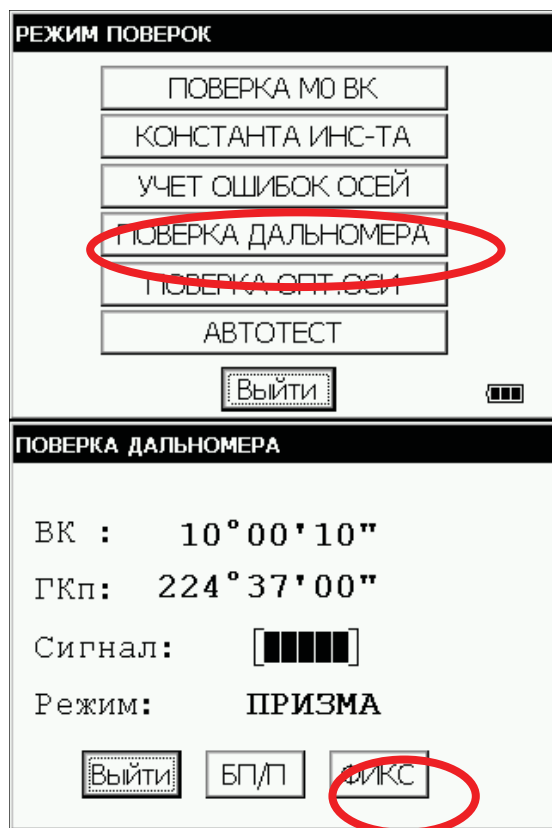 РЕЖИМ ПОВЕРОК
ПОВЕРКА М0 ВК
КОНСТАНТА ИНС-ТА
УЧЕТ ОШИБОК ОСЕЙ
ПОВЕРКА ДАЛЬНОМЕРА
ПОВЕРКА ОПТ.ОСИ
АВТОТЕСТ
Выйти
ПОВЕРКА ДАЛЬНОМЕРА
ВК : 10°00'10"
ГКп: 224°37'00"
Сигнал:
Режим: ПРИЗМА
Выйти БП/П ФИКС